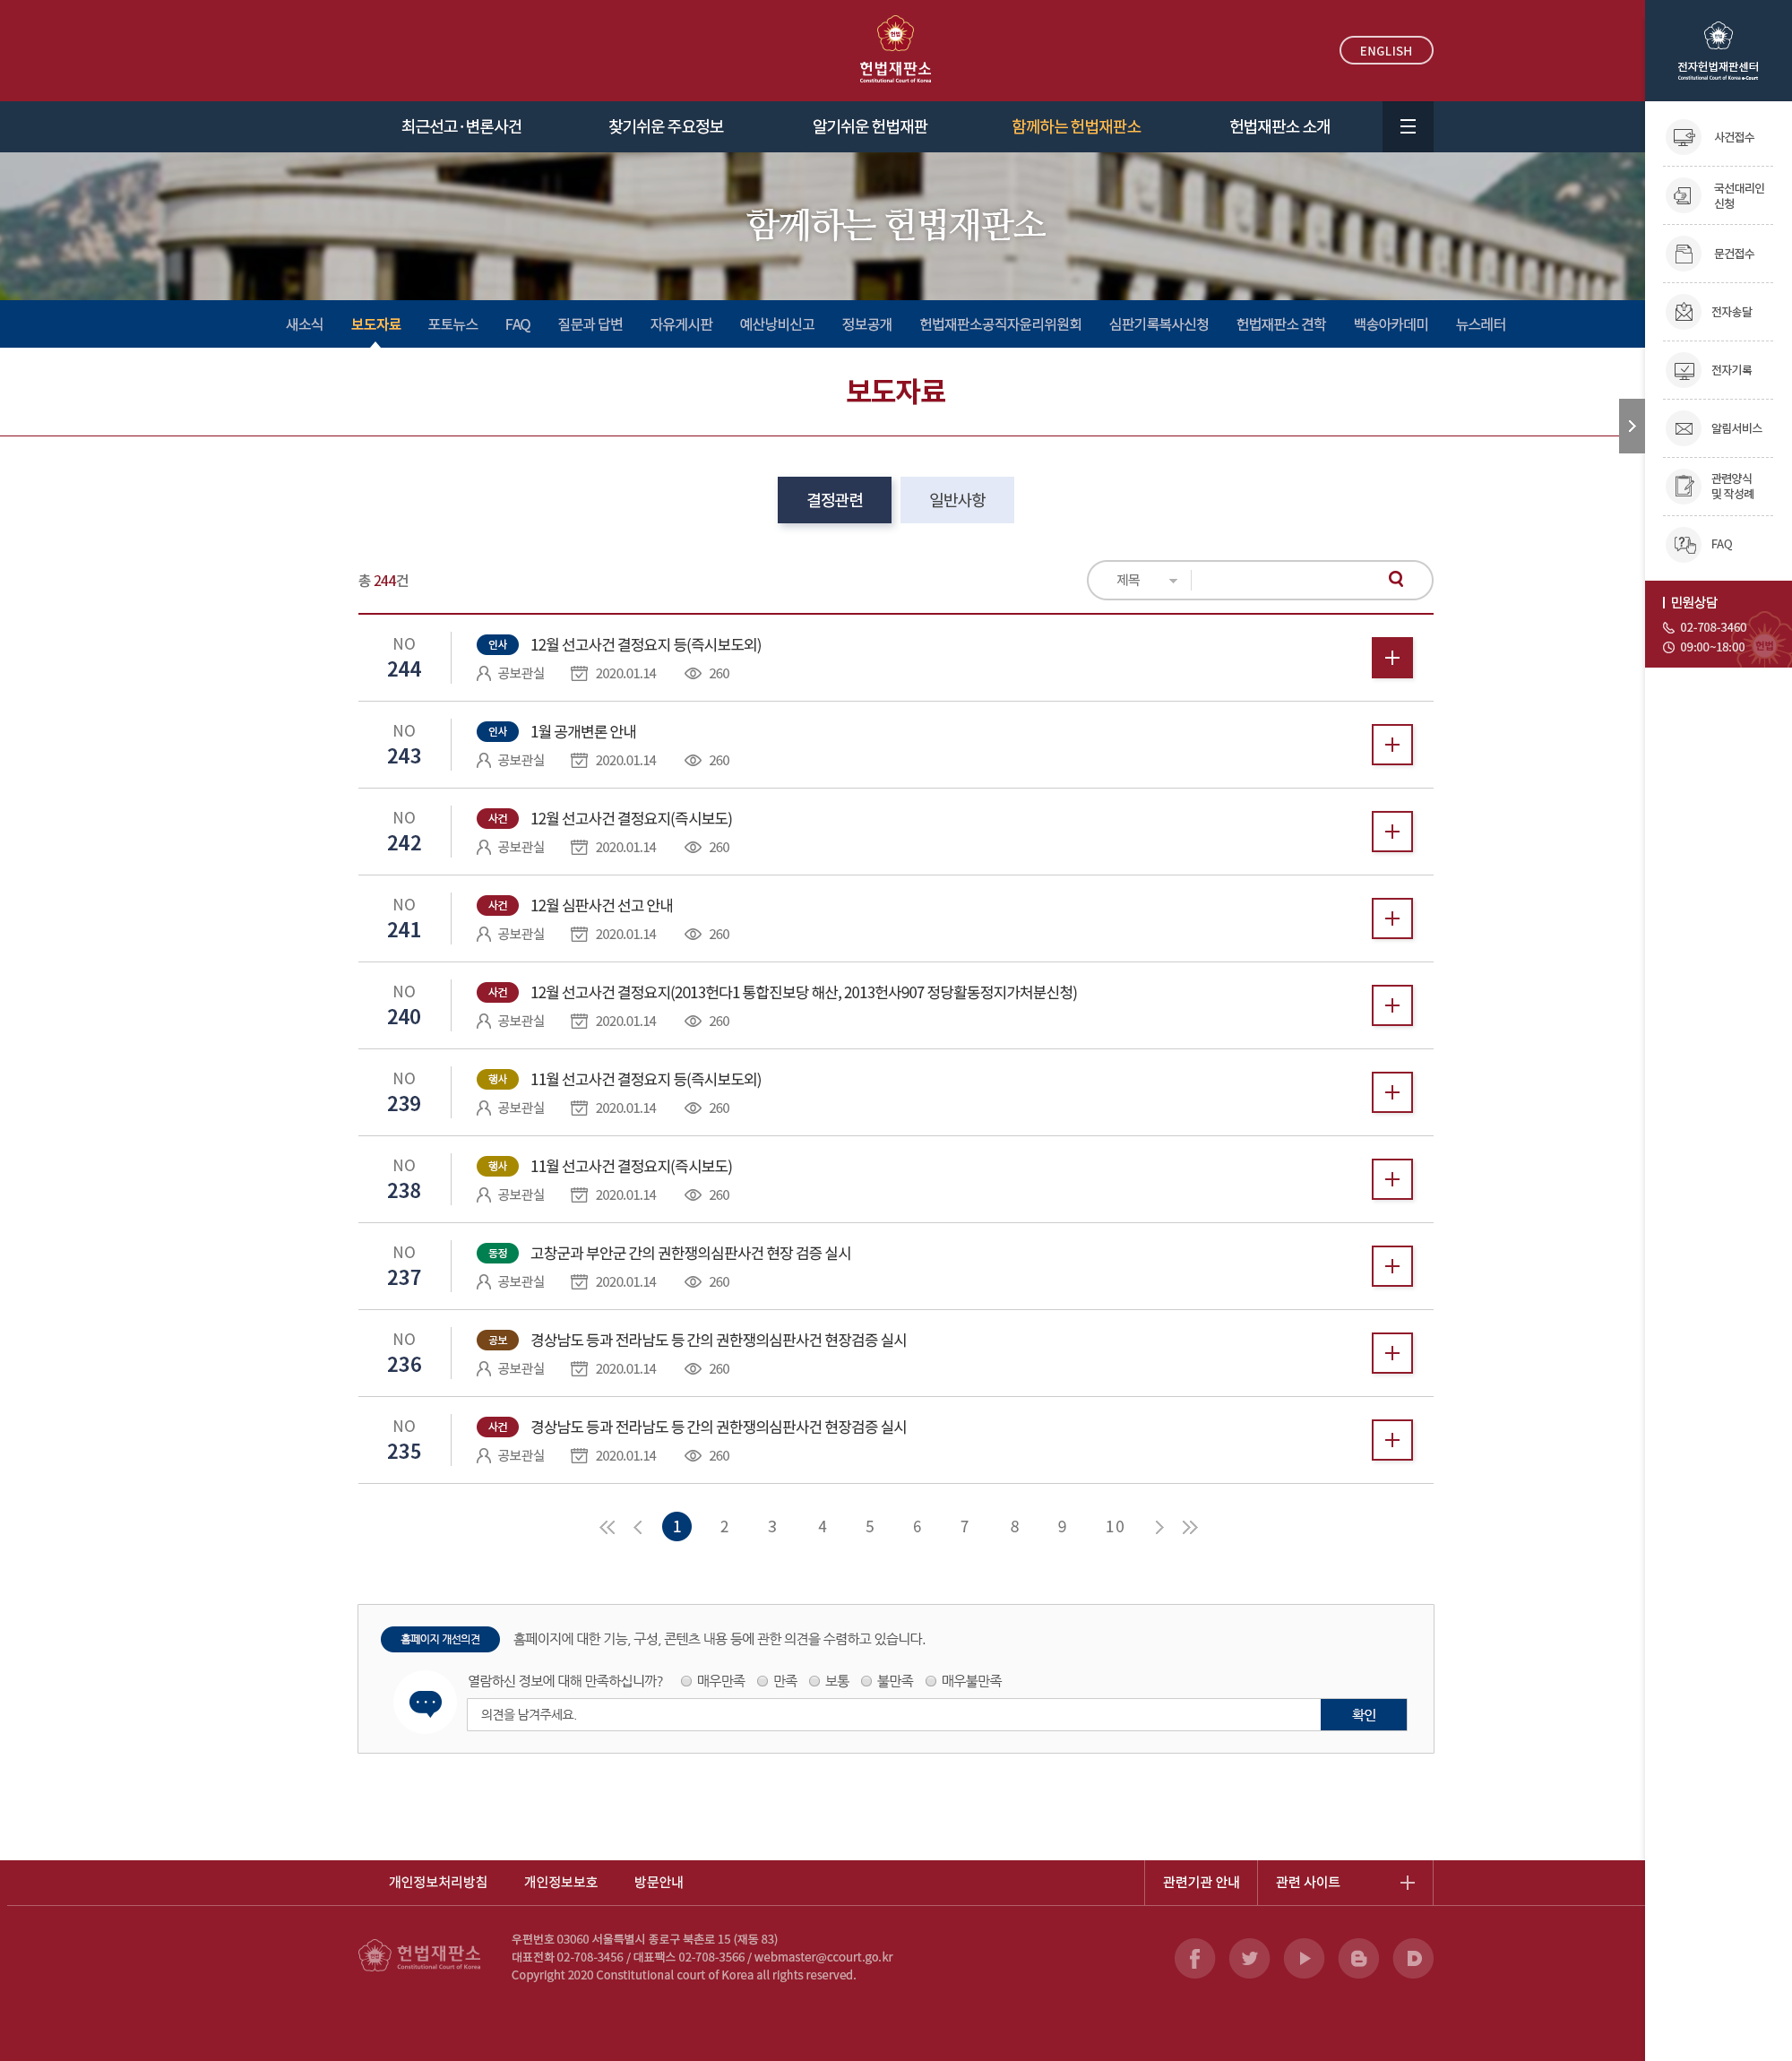 헌법
헌법재판소
Constitutional Court of Korea
ENGLISH
전자헌법재판센터
Constitutional Court of Korea e-Court
최근선고·변론사건
찾기쉬운 주요정보
알기쉬운 헌법재판
함께하는 헌법재판소
헌법재판소 소개
함께하는 헌법재판소
새소식
보도자료
포토뉴스
FAQ
질문과 답변
자유게시판
예산낭비신고
정보공개
헌법재판소공직자윤리위원회
심판기록복사신청
헌법재판소 견학
백송아카데미
뉴스레터
사건접수
국선대리인
신청
문건접수
전자송달
전자기록
알림서비스
관련양식
및 작성례
FAQ
민원상담
02-708-3460
09:00~18:00
헌법
보도자료
결정관련
일반사항
총 244건
제목
NO
244
인사 12월 선고사건 결정요지 등(즉시보도외)
공보관실 2020.01.14 260
NO
243
인사 1월 공개변론 안내
공보관실 2020.01.14 260
NO
242
사건 12월 선고사건 결정요지(즉시보도)
공보관실 2020.01.14 260
NO
241
사건 12월 심판사건 선고 안내
공보관실 2020.01.14 260
NO
240
사건 12월 선고사건 결정요지(2013헌다1 통합진보당 해산, 2013헌사907 정당활동정지가처분신청)
공보관실 2020.01.14 260
NO
239
행사 11월 선고사건 결정요지 등(즉시보도외)
공보관실 2020.01.14 260
NO
238
행사 11월 선고사건 결정요지(즉시보도)
공보관실 2020.01.14 260
NO
237
동정 고창군과 부안군 간의 권한쟁의심판사건 현장 검증 실시
공보관실 2020.01.14 260
NO
236
공보 경상남도 등과 전라남도 등 간의 권한쟁의심판사건 현장검증 실시
공보관실 2020.01.14 260
NO
235
사건 경상남도 등과 전라남도 등 간의 권한쟁의심판사건 현장검증 실시
공보관실 2020.01.14 260
1 2 3 4 5 6 7 8 9 10
홈페이지 개선의견 홈페이지에 대한 기능, 구성, 콘텐츠 내용 등에 관한 의견을 수렴하고 있습니다.
열람하신 정보에 대해 만족하십니까? 매우만족 만족 보통 불만족 매우불만족
의견을 남겨주세요. 확인
개인정보처리방침
개인정보보호
방문안내
관련기관 안내
관련 사이트
헌법재판소
Constitutional Court of Korea
우편번호 03060 서울특별시 종로구 북촌로 15 (재동 83)
대표전화 02-708-3456 / 대표팩스 02-708-3566 / webmaster@ccourt.go.kr
Copyright 2020 Constitutional court of Korea all rights reserved.